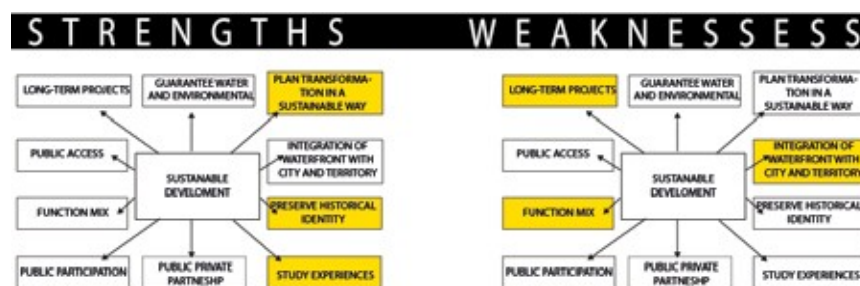 STRENGTHS
WEAKNESSESS
LONG-TERM PROJECTS
GUARANTEE WATER
AND ENVIRONMENTAL
PLAN TRANSFORMA-
TION IN A
SUSTAINABLE WAY
PUBLIC ACCESS
SUSTANABLE
DEVELOMENT
INTEGRATION OF
WATERFRONT WITH
CITY AND TERRITORY
FUNCTION MIX
PRESERVE HISTORICAL
IDENTITY
PUBLIC PARTICIPATION
PUBLIC PRIVATE
PARTNESHP
STUDY EXPERIENCES
LONG-TERM PROJECTS
GUARANTEE WATER
AND ENVIRONMENTAL
PLAN TRANSFORMA-
TION IN A
SUSTAINABLE WAY
PUBLIC ACCESS
SUSTANABLE
DEVELOMENT
INTEGRATION OF
WATERFRONT WITH
CITY AND TERRITORY
FUNCTION MIX
PRESERVE HISTORICAL
IDENTITY
PUBLIC PARTICIPATION
PUBLIC PRIVATE
PARTNESHP
STUDY EXPERIENCES